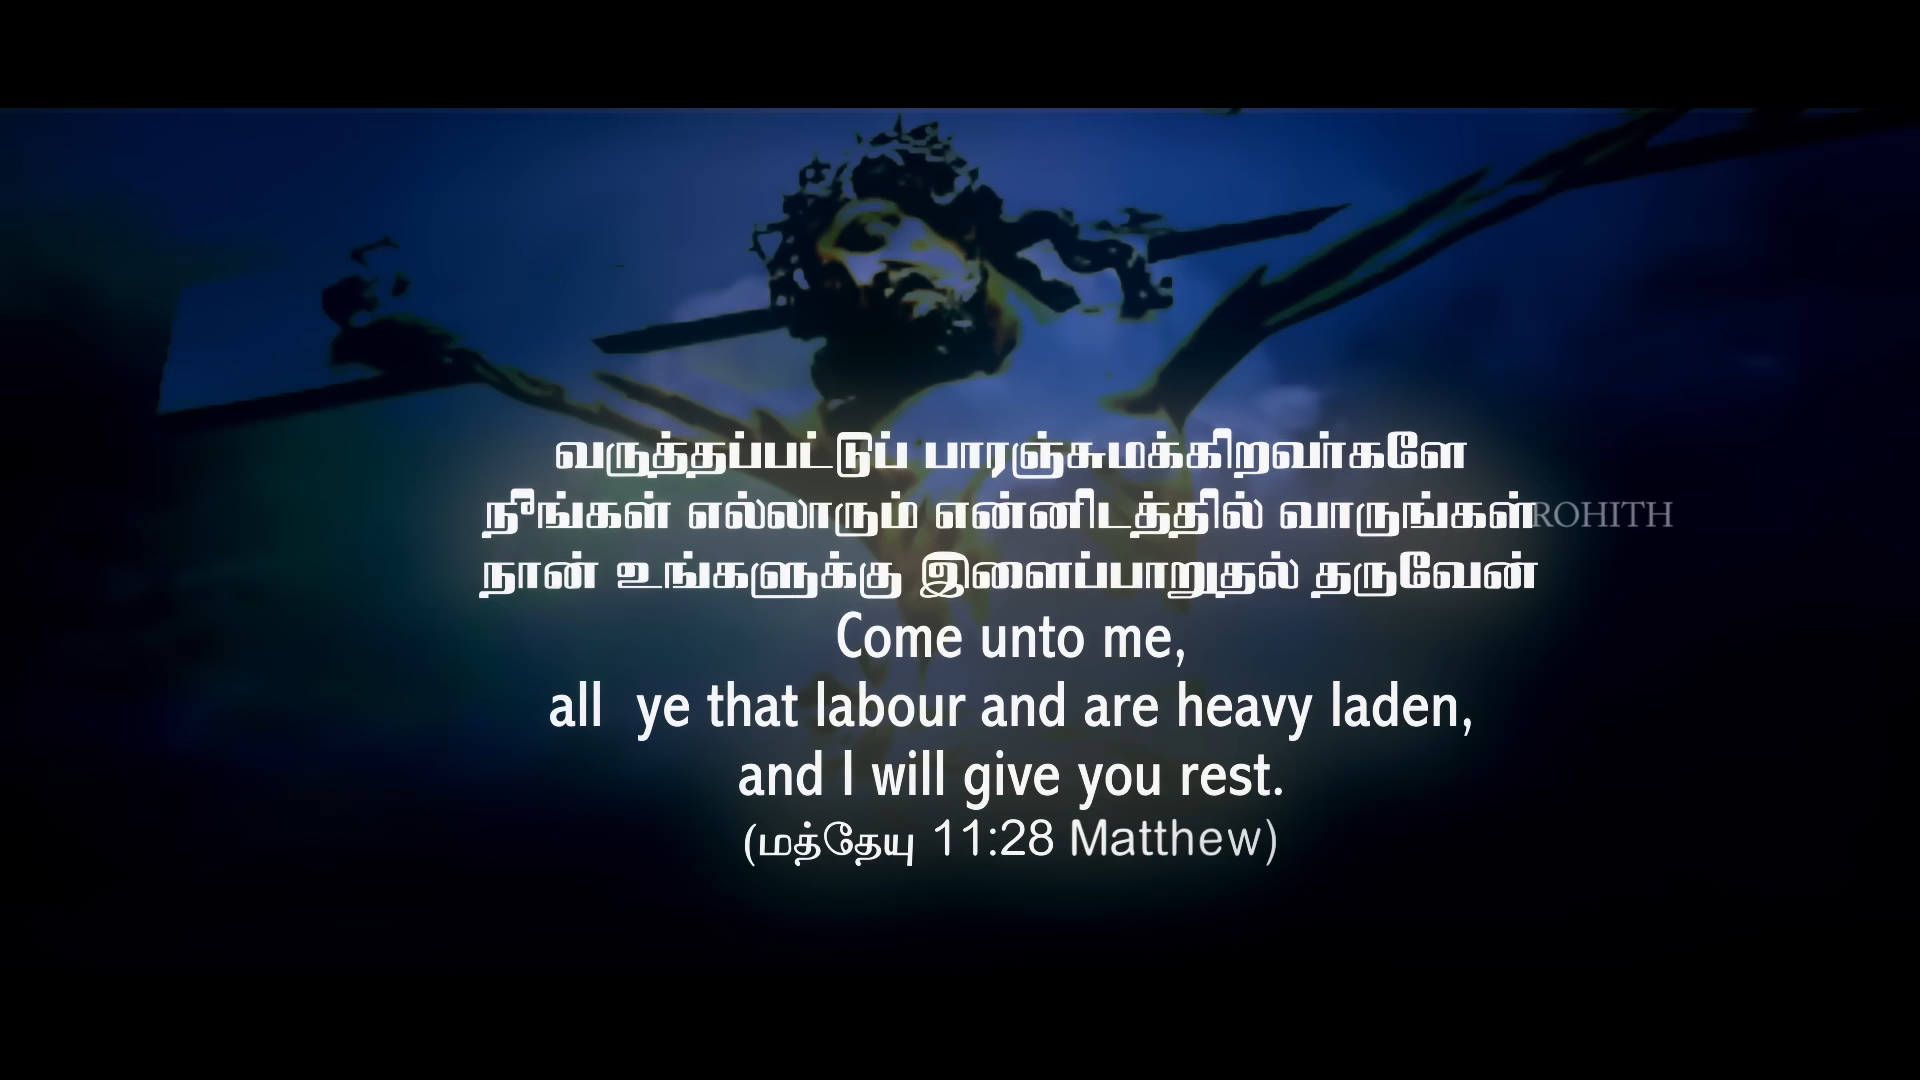 வருத்தப்பட்டுப் பாரஞ்சுமக்கிறவர்களே
நீங்கள் எல்லாரும் என்னிடத்தில் வாருங்கள் ROHITH
நான் உங்களுக்கு இளைப்பாறுதல் தருவேன்
Come unto me,
all ye that labour and are heavy laden,
and I will give you rest.
(மத்தேயு 11:28 Matthew)